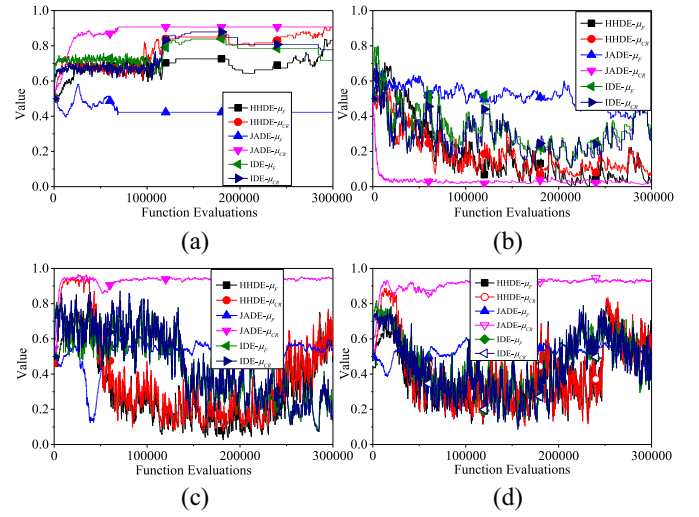 1.0
0.8
0.6
0.4
0.2
0.0
Value
0
100000
200000
300000
Function Evaluations
HHDE-μF
HHDE-μCR
JADE-μF
JADE-μCR
IDE-μF
IDE-μCR
(a)
1.0
0.8
0.6
0.4
0.2
0.0
Value
0
100000
200000
300000
Function Evaluations
HHDE-μF
HHDE-μCR
JADE-μF
JADE-μCR
IDE-μF
IDE-μCR
(b)
1.0
0.8
0.6
0.4
0.2
0.0
Value
0
100000
200000
300000
Function Evaluations
HHDE-μF
HHDE-μCR
JADE-μF
JADE-μCR
IDE-μF
IDE-μCR
(c)
1.0
0.8
0.6
0.4
0.2
0.0
Value
0
100000
200000
300000
Function Evaluations
HHDE-μF
HHDE-μCR
JADE-μF
JADE-μCR
IDE-μF
IDE-μCR
(d)